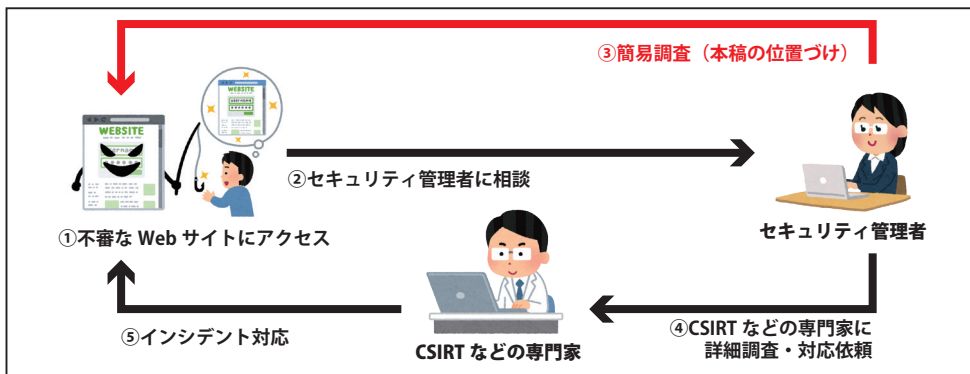 ③簡易調査（本稿の位置づけ）
WEBSITE
WEBSITE
②セキュリティ管理者に相談
①不審な Web サイトにアクセス
セキュリティ管理者
⑤インシデント対応
CSIRT などの専門家
④CSIRT などの専門家に
詳細調査・対応依頼